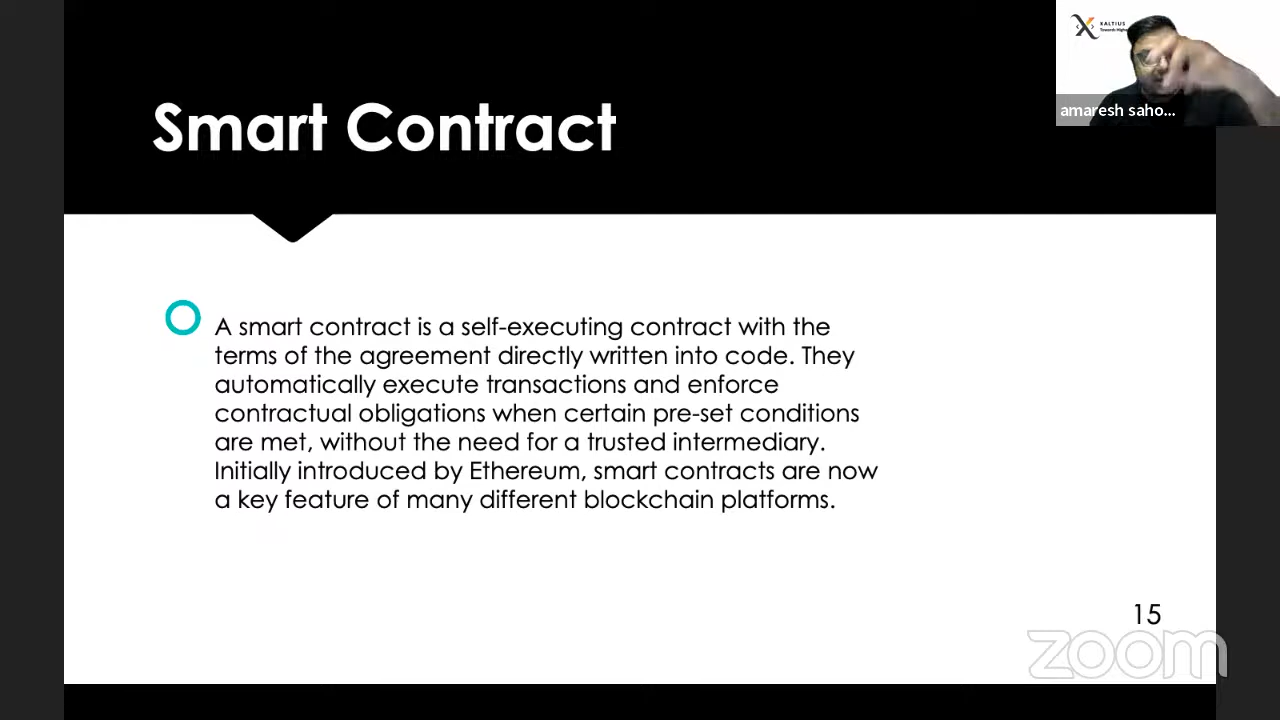 Smart Contract
A smart contract is a self-executing contract with the
terms of the agreement directly written into code. They
automatically execute transactions and enforce
contractual obligations when certain pre-set conditions
are met, without the need for a trusted intermediary.
Initially introduced by Ethereum, smart contracts are now
a key feature of many different blockchain platforms.
15
zoom
XALTIUS
Towards
amaresh saho...